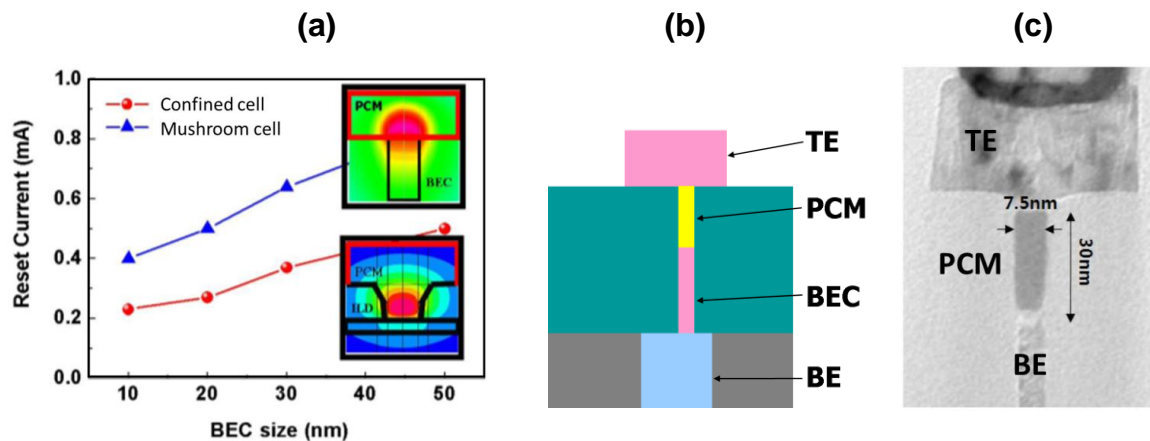 (a)
(b)
(c)
1.0
0.8
0.6
0.4
0.2
0.0
Reset Current (mA)
Confined cell
Mushroom cell
PCM
BEC
PCM
ILD
10
20
30
40
50
BEC size (nm)
TE
PCM
BEC
BE
TE
7.5nm
PCM
30nm
BE